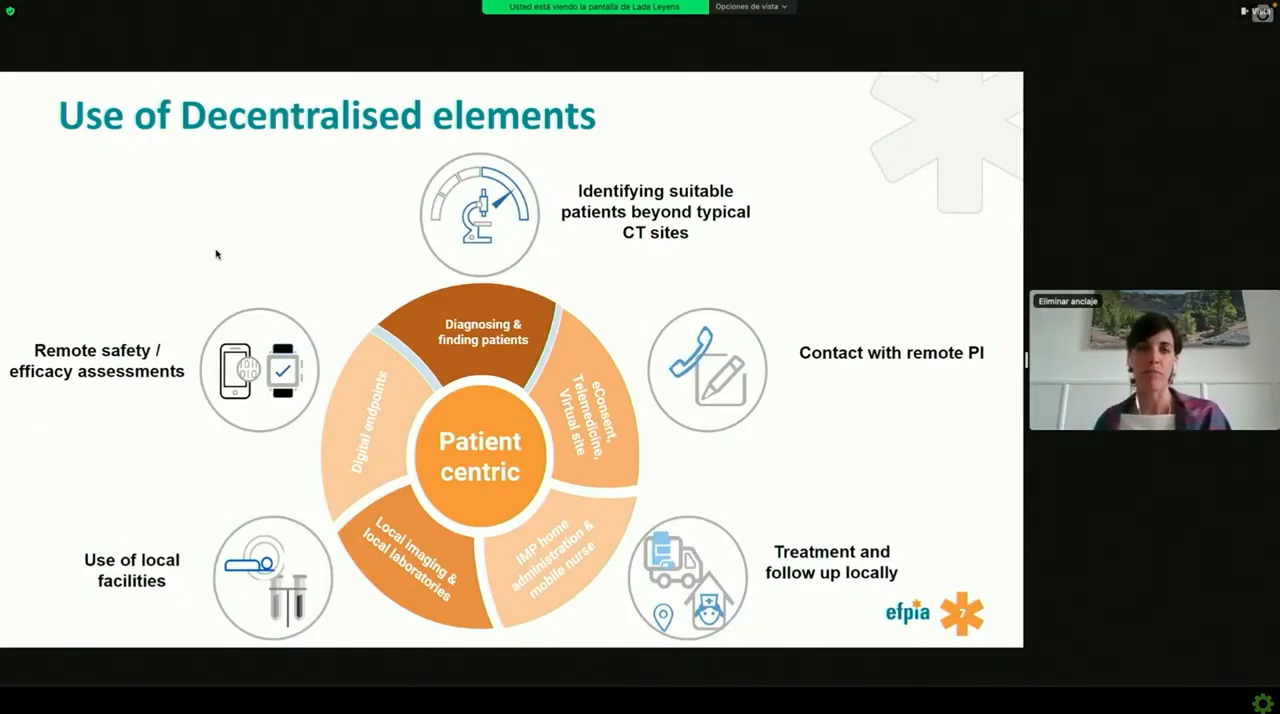 Usted está viendo la pantalla de Lada Leyens
Opciones de vista
Use of Decentralised elements
Identifying suitable
patients beyond typical
CT sites
Diagnosing &
finding patients
Remote safety /
efficacy assessments
Contact with remote PI
Eliminar anclaje
eConsent,
Telemedicine,
Virtual site
Digital endpoints
Patient
centric
Local imaging &
local laboratories
IMP home
administration &
mobile nurse
Use of local
facilities
Treatment and
follow up locally
efpia
7